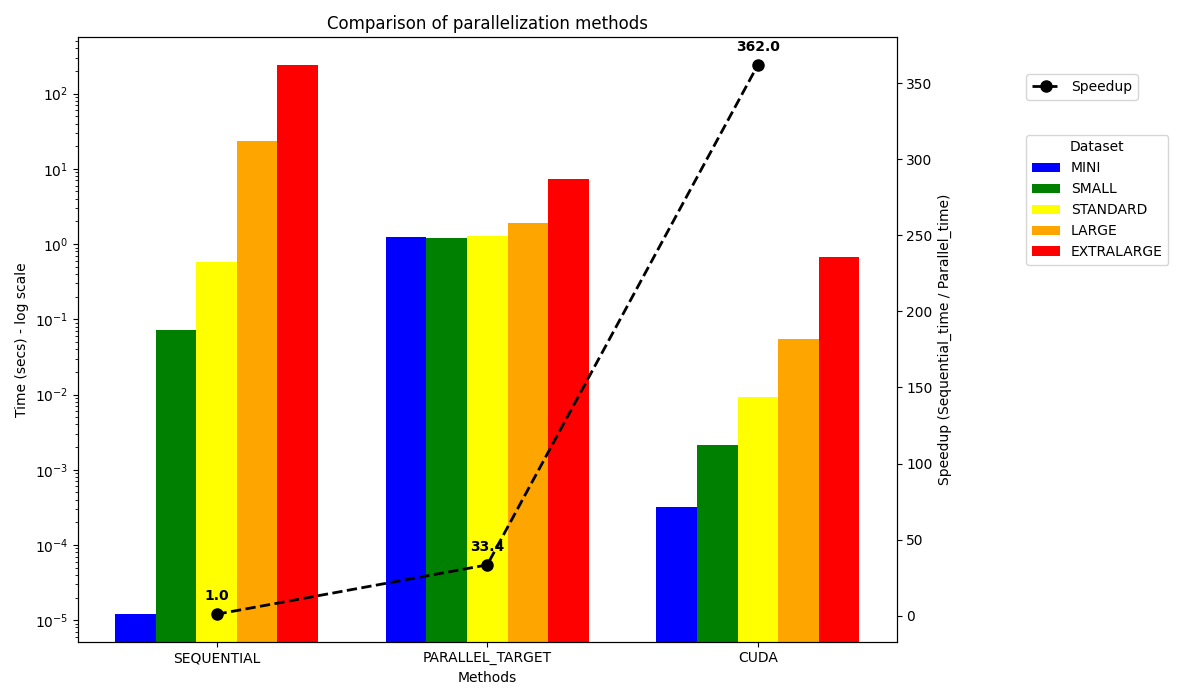 Comparison of parallelization methods
Time (secs) - log scale
10²
10¹
10⁰
10⁻¹
10⁻²
10⁻³
10⁻⁴
10⁻⁵
1.0
33.4
362.0
SEQUENTIAL
PARALLEL_TARGET
CUDA
Methods
350
300
250
200
150
100
50
0
Speedup (Sequential_time / Parallel_time)
Speedup
Dataset
MINI
SMALL
STANDARD
LARGE
EXTRALARGE